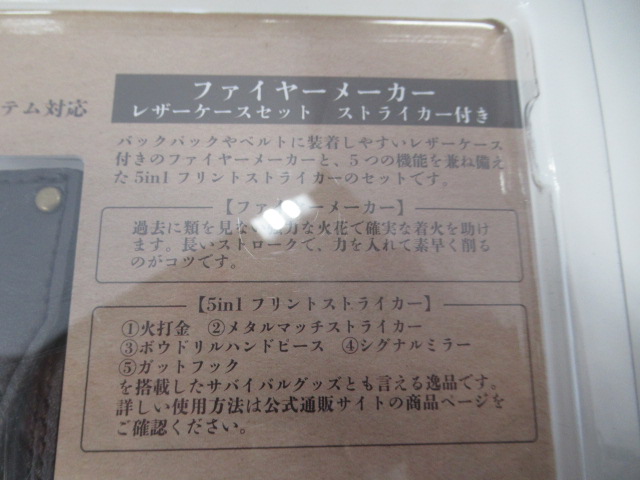 テム対応
ファイヤーメーカー
レザーケースセット　ストライカー付き
バックパックやベルトに装着しやすいレザーケース
付きのファイヤーメーカーと、5つの機能を兼ね備え
た 5in1 フリントストライカーのセットです。
【ファイヤーメーカー】
過去に類を見ない 力な火花で確実な着火を助け
ます。長いストロークで、力を入れて素早く削る
のがコツです。
【5in1 フリントストライカー】
①火打金　②メタルマッチストライカー
③ボウドリルハンドピース　④シグナルミラー
⑤ガットフック
を搭載したサバイバルグッズとも言える逸品です。
詳しい使用方法は公式通販サイトの商品ページを
ご確認ください。